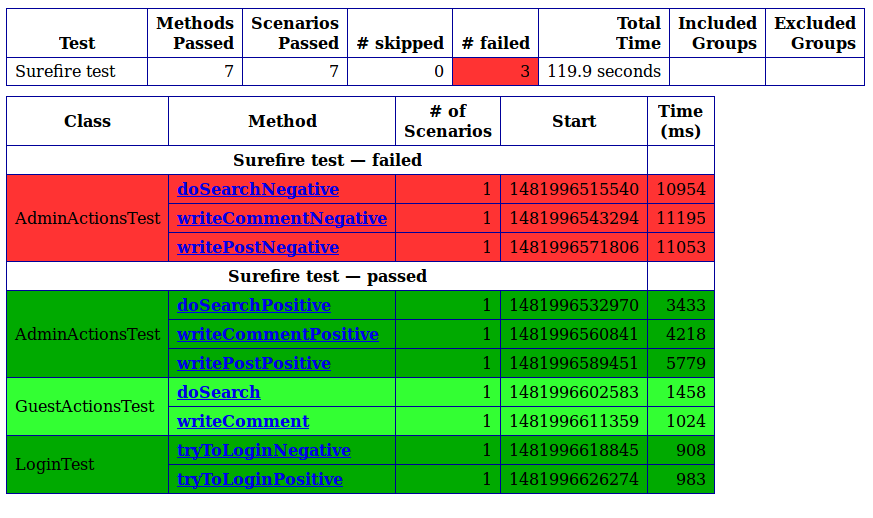 Test Methods Passed Scenarios Passed # skipped # failed Total Time Included Groups Excluded Groups
Surefire test 7 7 0 3 119.9 seconds
Class Method # of Scenarios Start Time (ms)
Surefire test — failed
AdminActionsTest doSearchNegative 1 1481996515540 10954
writeCommentNegative 1 1481996543294 11195
writePostNegative 1 1481996571806 11053
Surefire test — passed
AdminActionsTest doSearchPositive 1 1481996532970 3433
writeCommentPositive 1 1481996560841 4218
writePostPositive 1 1481996589451 5779
GuestActionsTest doSearch 1 1481996602583 1458
writeComment 1 1481996611359 1024
LoginTest tryToLoginNegative 1 1481996618845 908
tryToLoginPositive 1 1481996626274 983